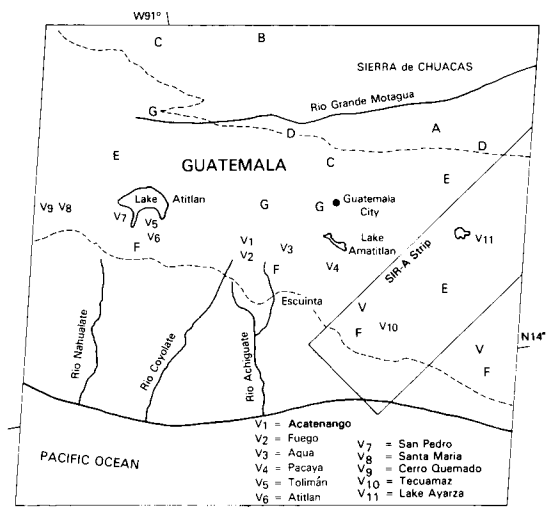 W91°
C B
SIERRA de CHUACAS
Rio Grande Motagua
G
D
A
D
E
GUATEMALA
C
E
Lake Atitlan
V9 V8
V7
V5
V6
G
G
Guatemala City
V11
F
V1
V2
V3
F
Lake Amatitlan
V4
SIR-A Strip
E
Escuinta
V
F
V10
N14°
V
F
Rio Nahualate
Rio Coyolate
Rio Achiguate
PACIFIC OCEAN
V1 = Acatenango
V2 = Fuego
V3 = Aqua
V4 = Pacaya
V5 = Tolimán
V6 = Atitlan
V7 = San Pedro
V8 = Santa Maria
V9 = Cerro Quemado
V10 = Tecuamaz
V11 = Lake Ayarza